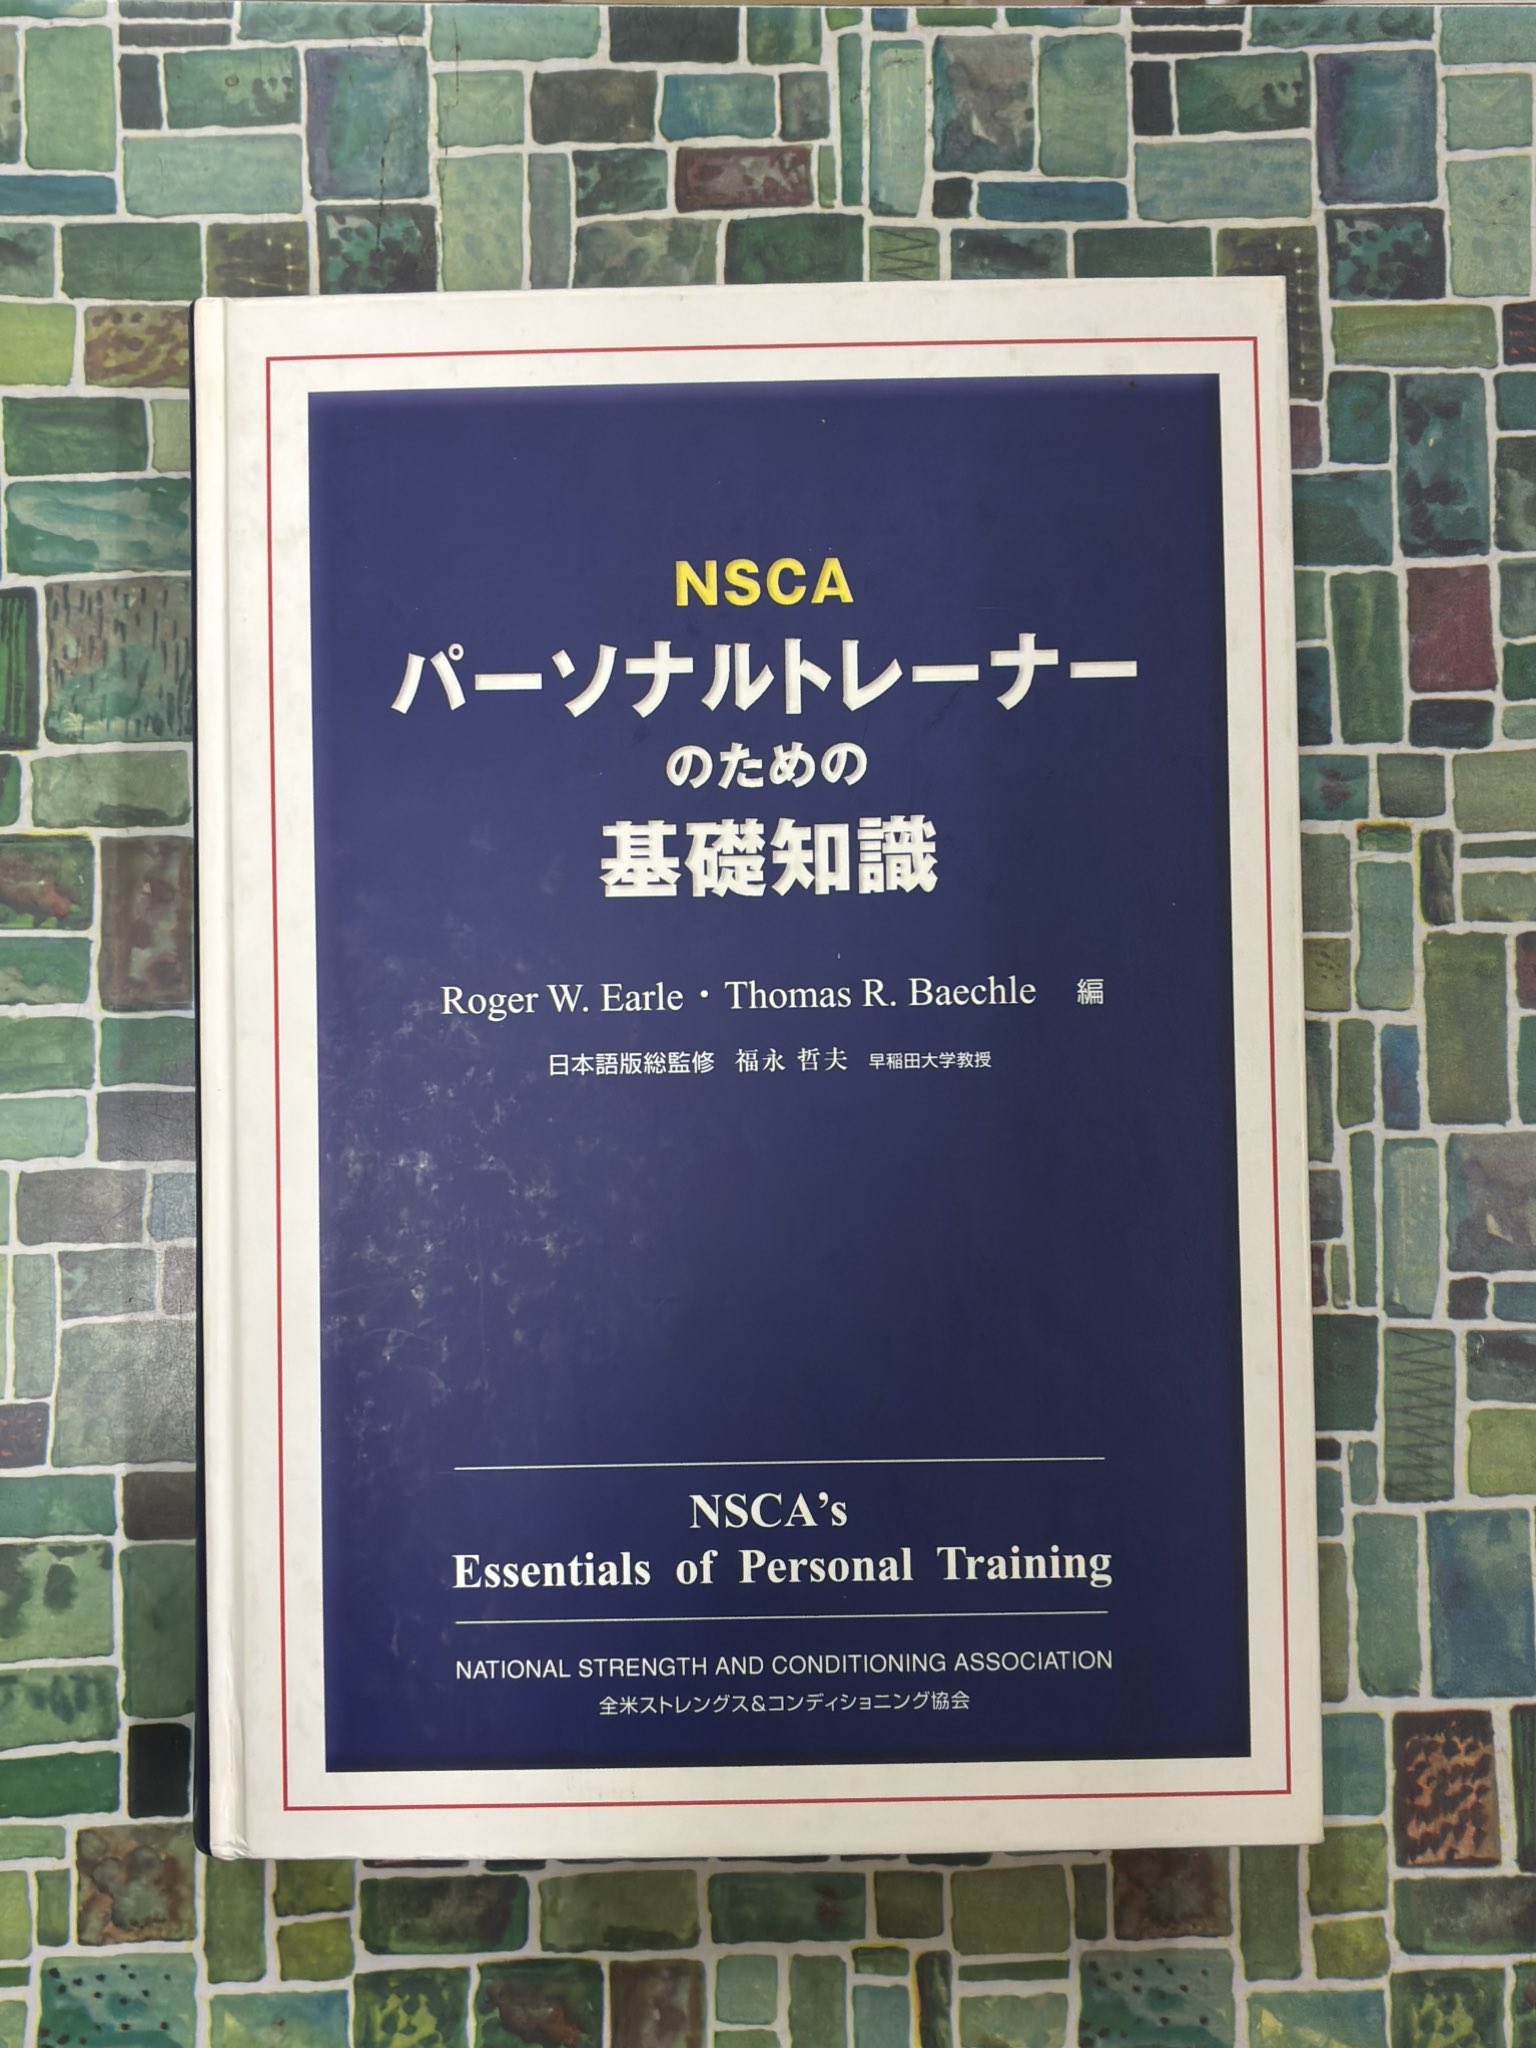 NSCA
パーソナルトレーナー
のための
基礎知識
Roger W. Earle・Thomas R. Baechle 編
日本語版総監修 福永 哲夫 早稲田大学教授
NSCA's
Essentials of Personal Training
NATIONAL STRENGTH AND CONDITIONING ASSOCIATION
全米ストレングス&コンディショニング協会